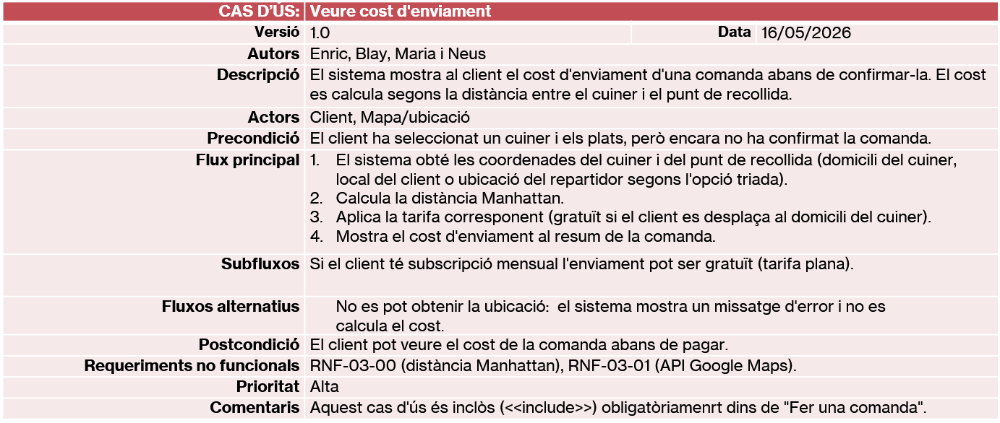 CAS D'ÚS: Veure cost d'enviament
Versió 1.0 Data 16/05/2026
Autors Enric, Blay, Maria i Neus
Descripció El sistema mostra al client el cost d'enviament d'una comanda abans de confirmar-la. El cost
es calcula segons la distància entre el cuiner i el punt de recollida.
Actors Client, Mapa/ubicació
Precondició El client ha seleccionat un cuiner i els plats, però encara no ha confirmat la comanda.
Flux principal 1. El sistema obté les coordenades del cuiner i del punt de recollida (domicili del cuiner,
local del client o ubicació del repartidor segons l'opció triada).
2. Calcula la distància Manhattan.
3. Aplica la tarifa corresponent (gratuït si el client es desplaça al domicili del cuiner).
4. Mostra el cost d'enviament al resum de la comanda.
Subfluxos Si el client té subscripció mensual l'enviament pot ser gratuït (tarifa plana).
Fluxos alternatius No es pot obtenir la ubicació: el sistema mostra un missatge d'error i no es
calcula el cost.
Postcondició El client pot veure el cost de la comanda abans de pagar.
Requeriments no funcionals RNF-03-00 (distància Manhattan), RNF-03-01 (API Google Maps).
Prioritat Alta
Comentaris Aquest cas d'ús és inclòs (<<include>>) obligatòriamenrt dins de "Fer una comanda".